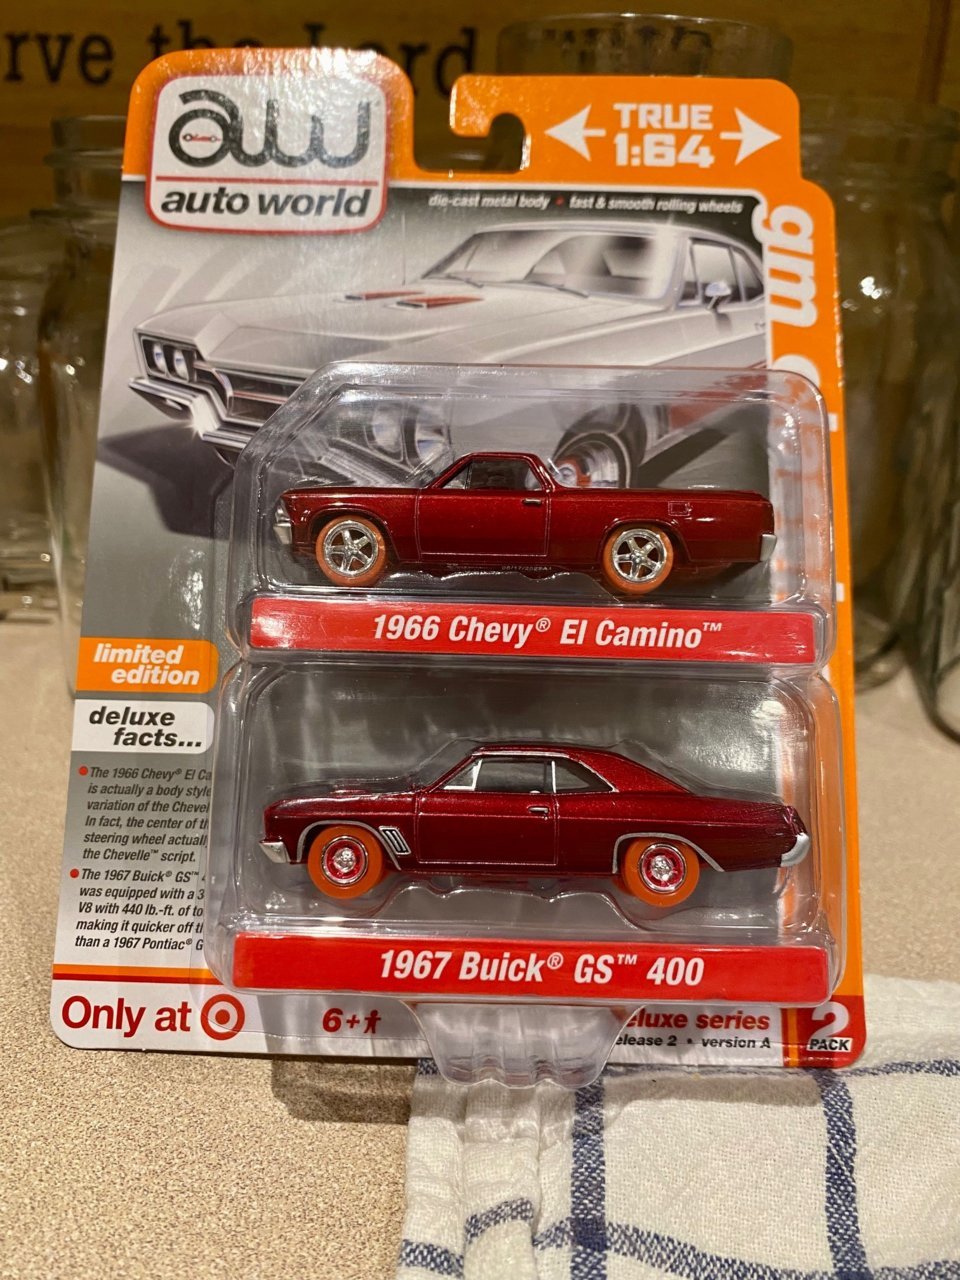 rve the Lord with
aw
auto world
TRUE
1:64
die-cast metal body • fast & smooth rolling wheels
gm
1966 Chevy® El Camino™
limited
edition
deluxe
facts...
• The 1966 Chevy® El Ca
is actually a body style
variation of the Chevel
In fact, the center of th
steering wheel actuall
the Chevelle™ script.
• The 1967 Buick® GS™ 4
was equipped with a 3
V8 with 440 lb.-ft. of to
making it quicker off th
than a 1967 Pontiac® G
1967 Buick® GS™ 400
Only at
6+
eluxe series
elease 2 • version A
2
PACK